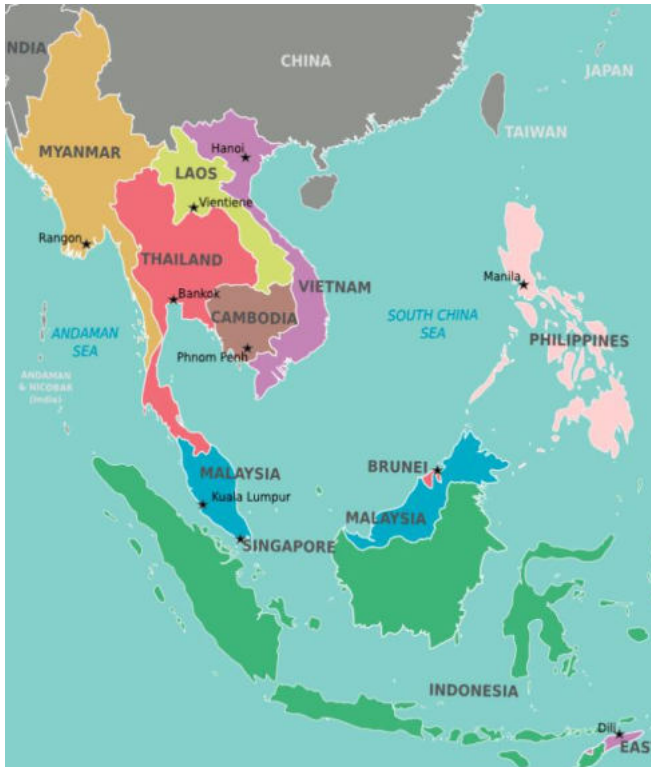 NDIA
CHINA
JAPAN
TAIWAN
MYANMAR
Hanoi
LAOS
Vientiene
Rangon
THAILAND
Manila
VIETNAM
Bankok
CAMBODIA
SOUTH CHINA
SEA
ANDAMAN
SEA
PHILIPPINES
Phnom Penh
ANDAMAN
& NICOBAR
(India)
MALAYSIA
BRUNEI
Kuala Lumpur
MALAYSIA
SINGAPORE
INDONESIA
Dili
EAS